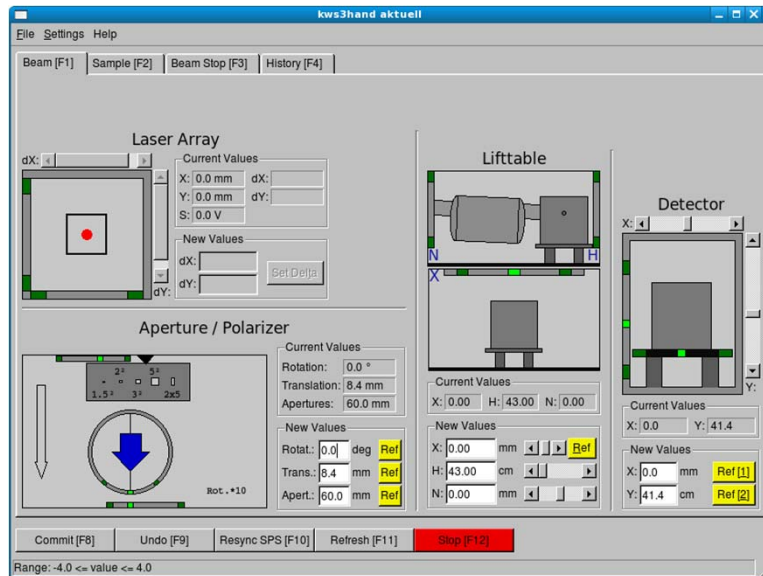 kws3hand aktuell
File Settings Help
Beam [F1] Sample [F2] Beam Stop [F3] History [F4]
Laser Array
dX:
dY:
Current Values
X: 0.0 mm dX:
Y: 0.0 mm dY:
S: 0.0 V
New Values
dX:
dY:
Set Delta
Aperture / Polarizer
2² 5²
1.5² 3² 2x5
Rot.*10
Current Values
Rotation: 0.0 °
Translation: 8.4 mm
Apertures: 60.0 mm
New Values
Rotat.: 0.0 deg Ref
Trans.: 8.4 mm Ref
Apert.: 60.0 mm Ref
Lifttable
N H
X
Current Values
X: 0.00 H: 43.00 N: 0.00
New Values
X: 0.00 mm Ref
H: 43.00 cm
N: 0.00 mm
Detector
X:
Y:
Current Values
X: 0.0 Y: 41.4
New Values
X: 0.0 mm Ref [1]
Y: 41.4 cm Ref [2]
Commit [F8] Undo [F9] Resync SPS [F10] Refresh [F11] Stop [F12]
Range: -4.0 <= value <= 4.0